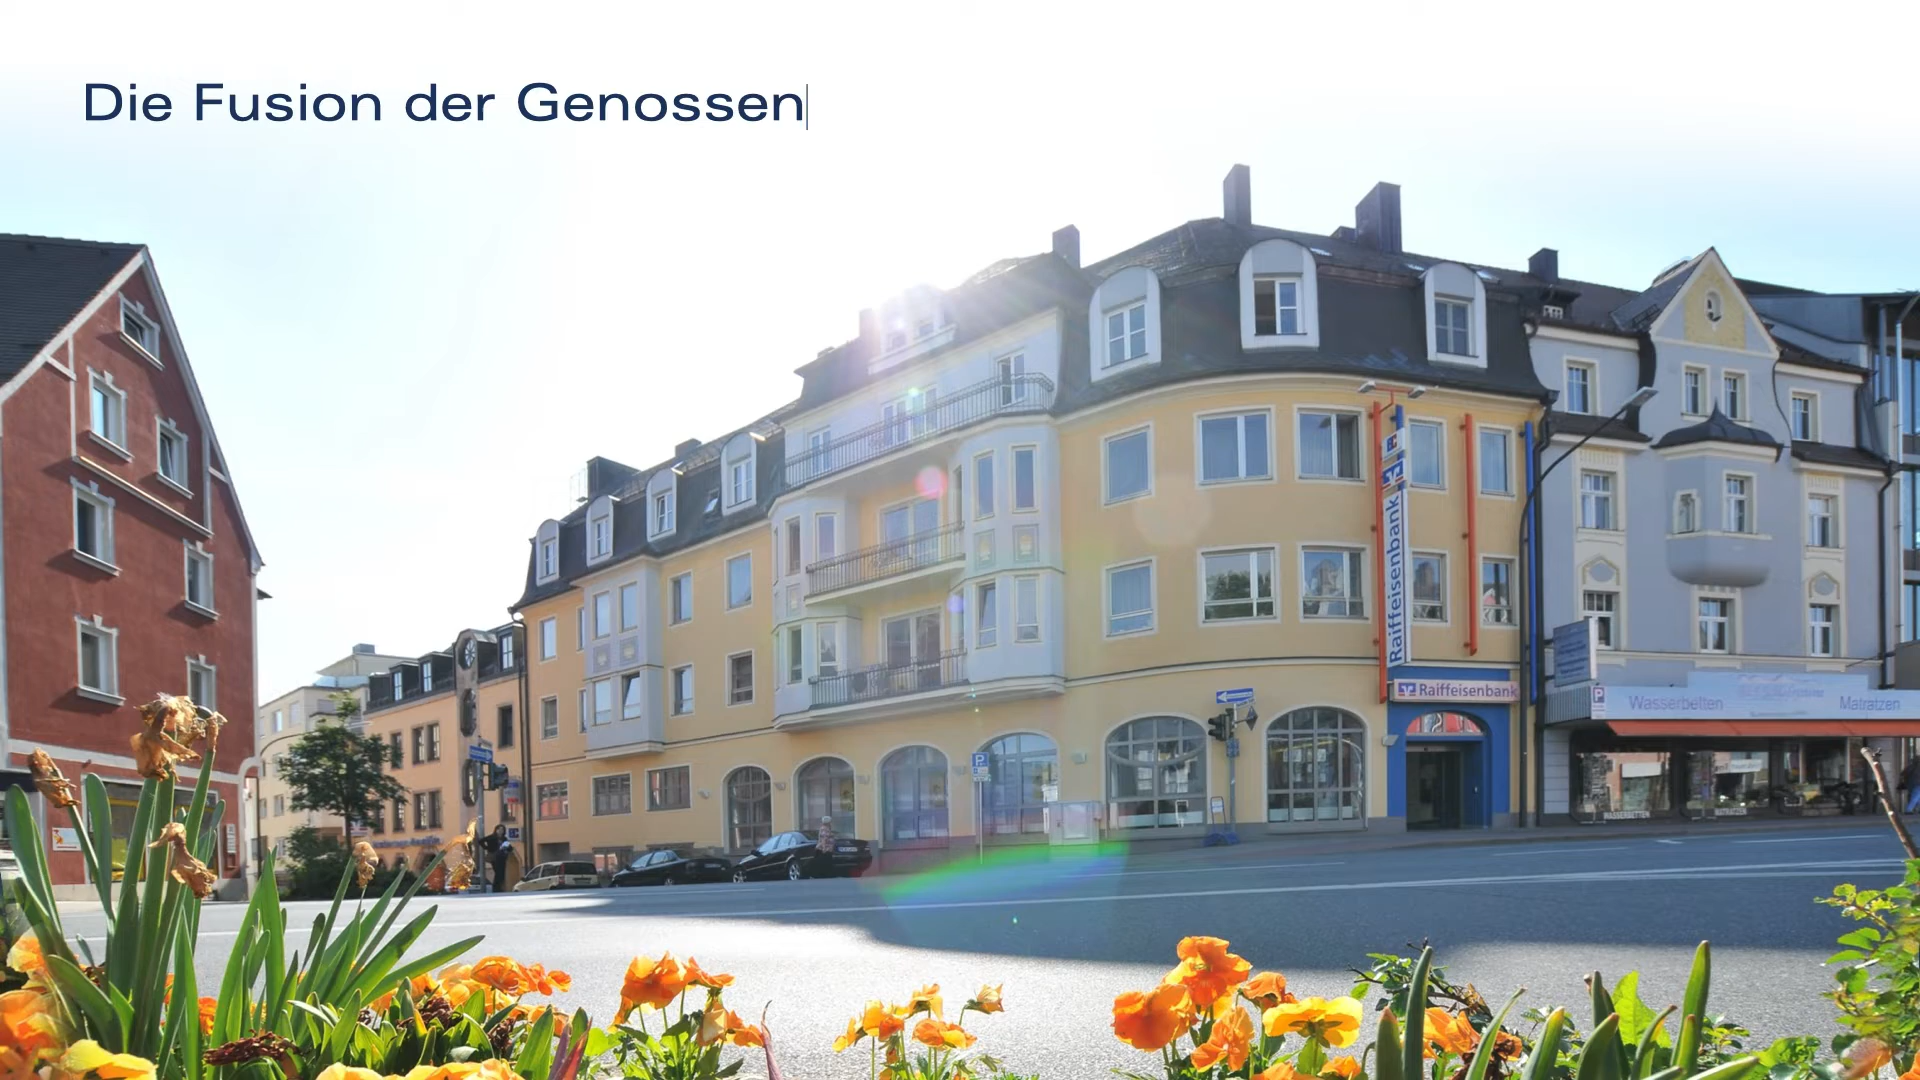 Die Fusion der Genossen
Raiffeisenbank
Raiffeisenbank
P
Wasserbetten
Matratzen
P